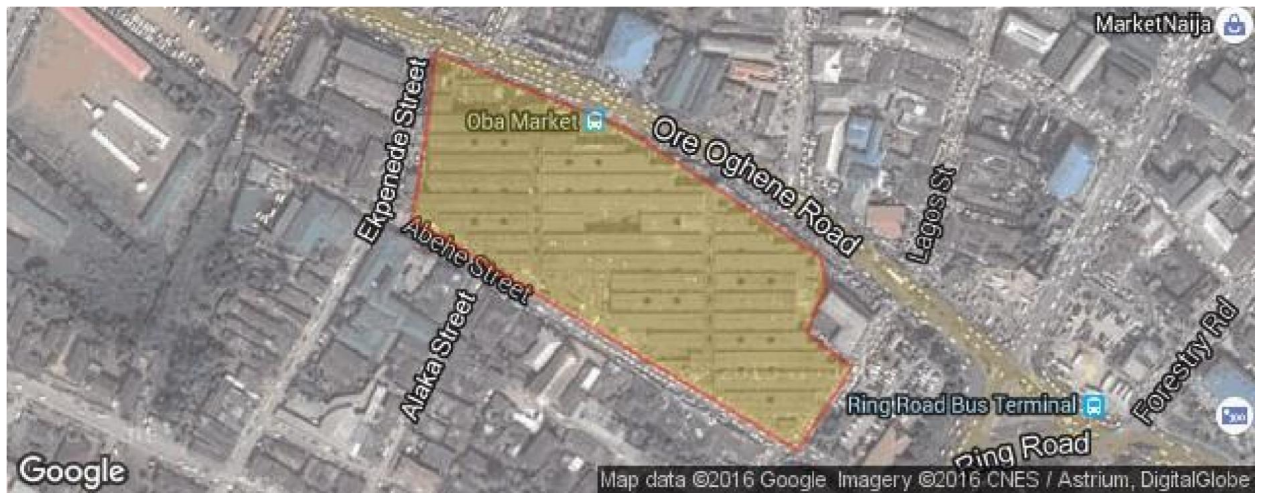 MarketNaija
Ekpenede Street
Oba Market
Ore Oghene Road
Lagos St
Abehe Street
Alaka Street
Forestry Rd
Ring Road Bus Terminal
Ring Road
Google
Map data ©2016 Google Imagery ©2016 CNES / Astrium, DigitalGlobe